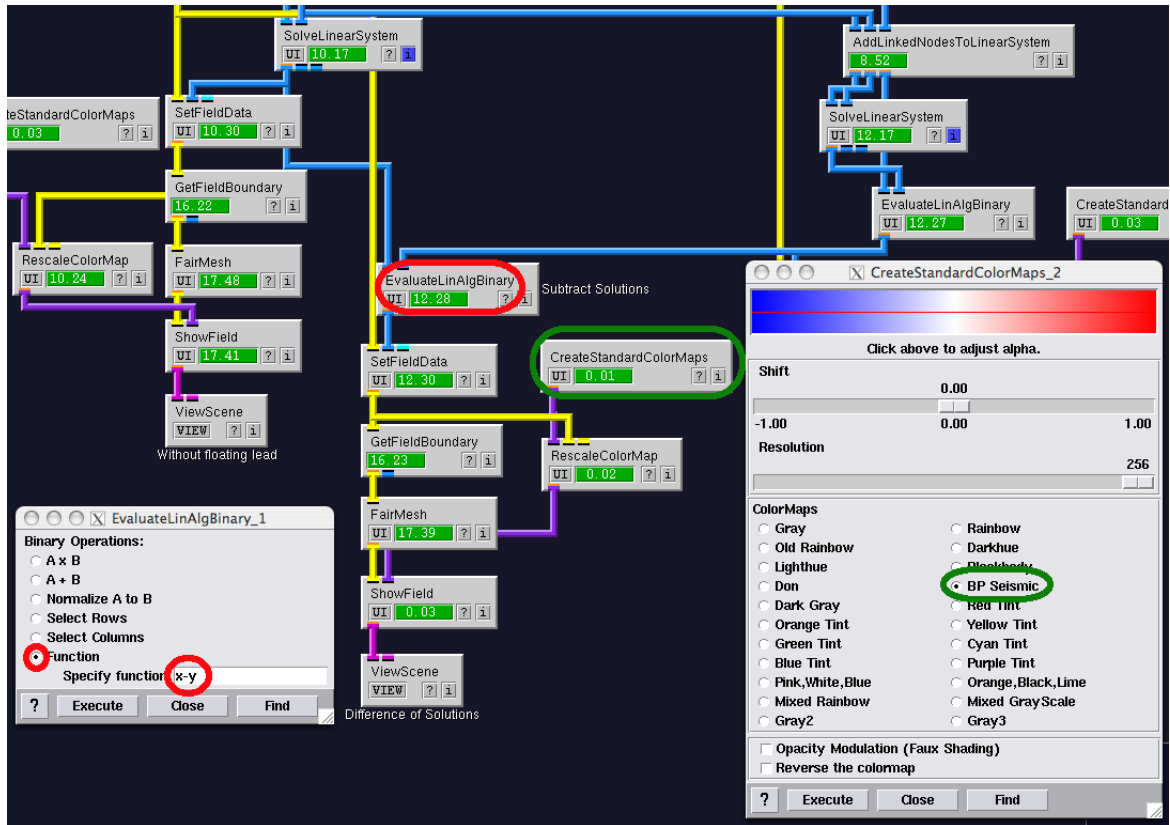 SolveLinearSystem
UI 10.17 ? i
AddLinkedNodesToLinearSystem
8.52 ? i
teStandardColorMaps
0.03 ? i
SetFieldData
UI 10.30 ? i
SolveLinearSystem
UI 12.17 ? i
GetFieldBoundary
16.22 ? i
EvaluateLinAlgBinary
UI 12.27 ? i
CreateStandard
UI 0.03
RescaleColorMap
UI 10.24 ? i
FairMesh
UI 17.48 ? i
EvaluateLinAlgBinary
UI 12.28 ? i
Subtract Solutions
ShowField
UI 17.41 ? i
SetFieldData
UI 12.30 ? i
CreateStandardColorMaps
UI 0.01 ? i
ViewScene
VIEW ? i
Without floating lead
GetFieldBoundary
16.23 ? i
RescaleColorMap
UI 0.02 ? i
FairMesh
UI 17.39 ? i
ShowField
UI 0.03 ? i
ViewScene
VIEW ? i
Difference of Solutions
X EvaluateLinAlgBinary_1
Binary Operations:
A x B
A + B
Normalize A to B
Select Rows
Select Columns
Function
Specify function x-y
? Execute Close Find
X CreateStandardColorMaps_2
Click above to adjust alpha.
Shift
0.00
-1.00 0.00 1.00
Resolution
256
ColorMaps
Gray Rainbow
Old Rainbow Darkhue
Lighthue Blackbody
Don BP Seismic
Dark Gray Red Tint
Orange Tint Yellow Tint
Green Tint Cyan Tint
Blue Tint Purple Tint
Pink,White,Blue Orange,Black,Lime
Mixed Rainbow Mixed GrayScale
Gray2 Gray3
Opacity Modulation (Faux Shading)
Reverse the colormap
? Execute Close Find